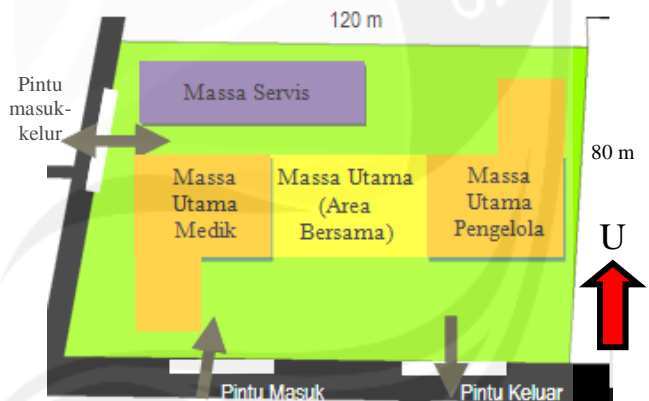 120 m
Pintu
masuk-
kelur
Massa Servis
80 m
Massa
Utama
Medik
Massa Utama
(Area
Bersama)
Massa
Utama
Pengelola
U
Pintu Masuk
Pintu Keluar